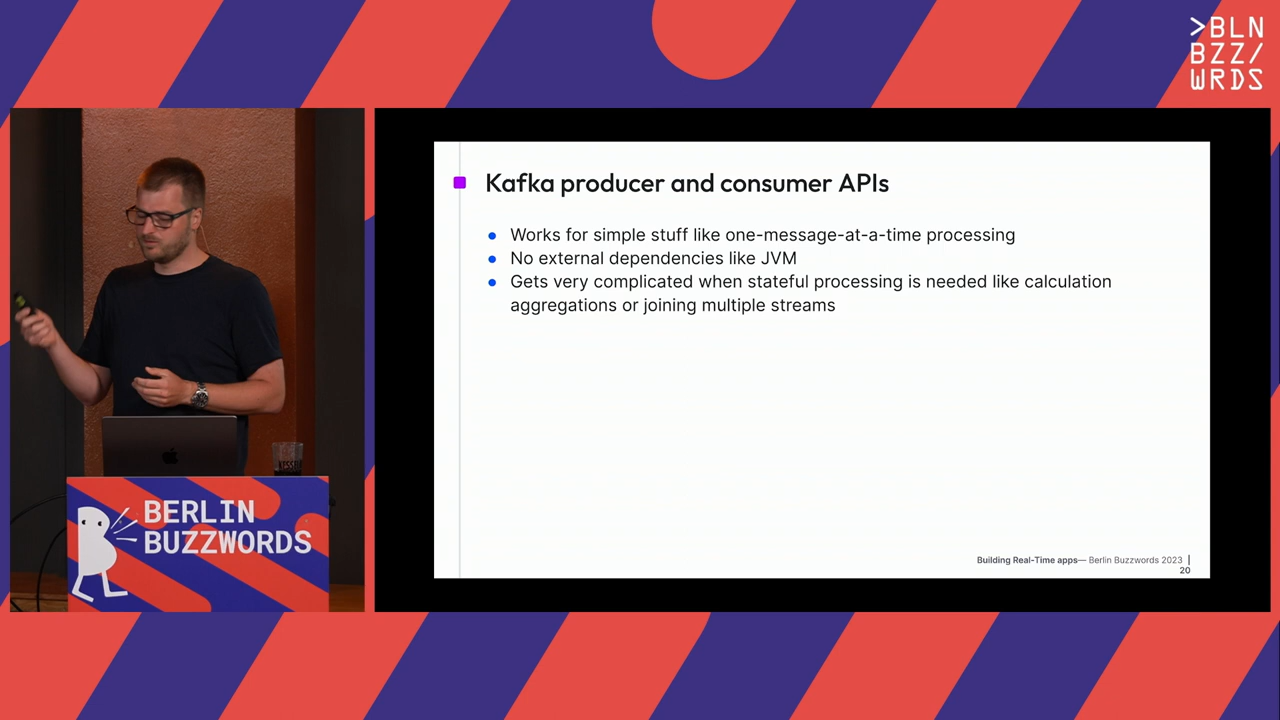 >BLN
BZZ/
WRDS
Kafka producer and consumer APIs
Works for simple stuff like one-message-at-a-time processing
No external dependencies like JVM
Gets very complicated when stateful processing is needed like calculation
aggregations or joining multiple streams
Building Real-Time apps— Berlin Buzzwords 2023 |
20
BERLIN
BUZZWORDS